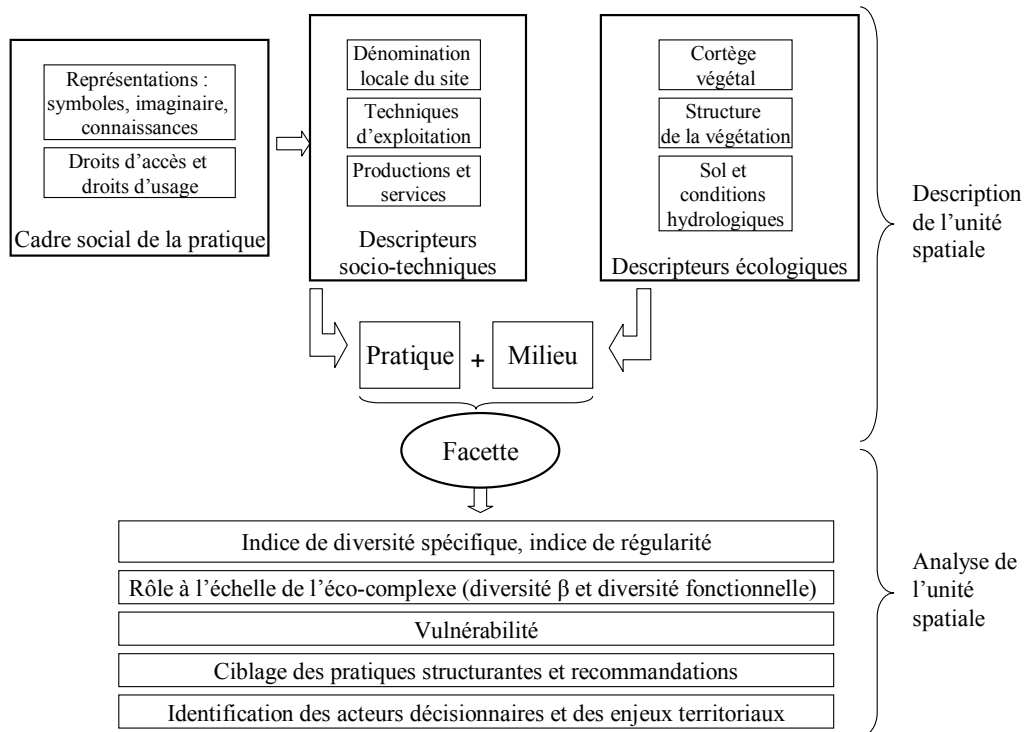 Représentations :
symboles, imaginaire,
connaissances
Droits d'accès et
droits d'usage
Cadre social de la pratique
Dénomination
locale du site
Techniques
d'exploitation
Productions et
services
Descripteurs
socio-techniques
Cortège
végétal
Structure
de la végétation
Sol et
conditions
hydrologiques
Descripteurs écologiques
Description
de l'unité
spatiale
Pratique + Milieu
Facette
Indice de diversité spécifique, indice de régularité
Rôle à l'échelle de l'éco-complexe (diversité β et diversité fonctionnelle)
Vulnérabilité
Ciblage des pratiques structurantes et recommandations
Identification des acteurs décisionnaires et des enjeux territoriaux
Analyse de
l'unité
spatiale